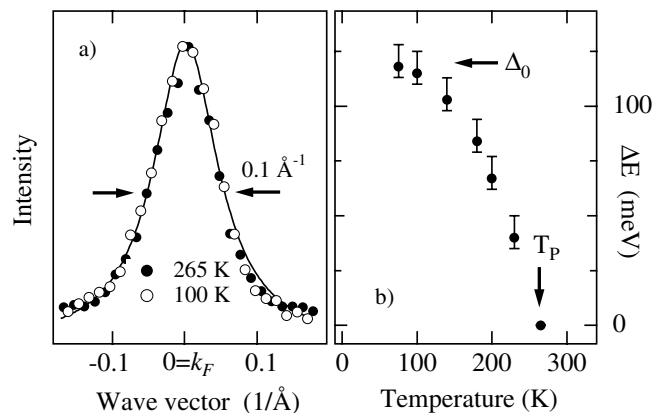 a)
0.1 Å⁻¹
265 K
100 K
Intensity
-0.1 0=k_F 0.1
Wave vector (1/Å)
Δ₀
100
T_P
b)
0
ΔE (meV)
0 100 200 300
Temperature (K)